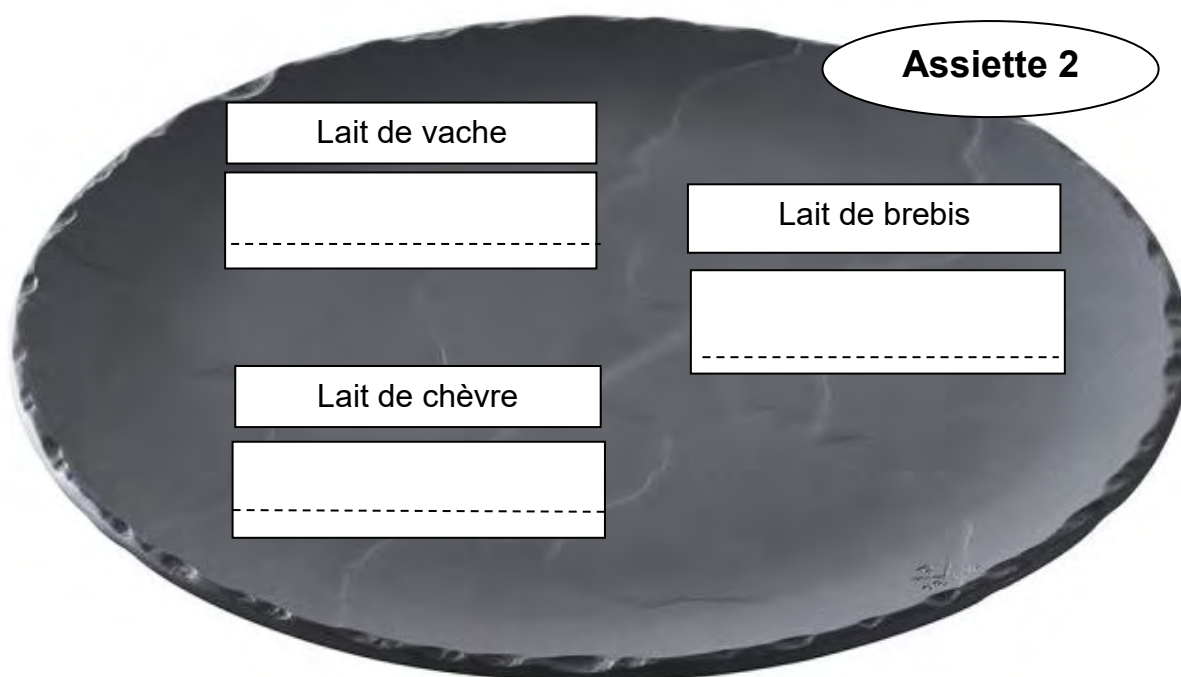 Assiette 2
Lait de vache
Lait de brebis
Lait de chèvre